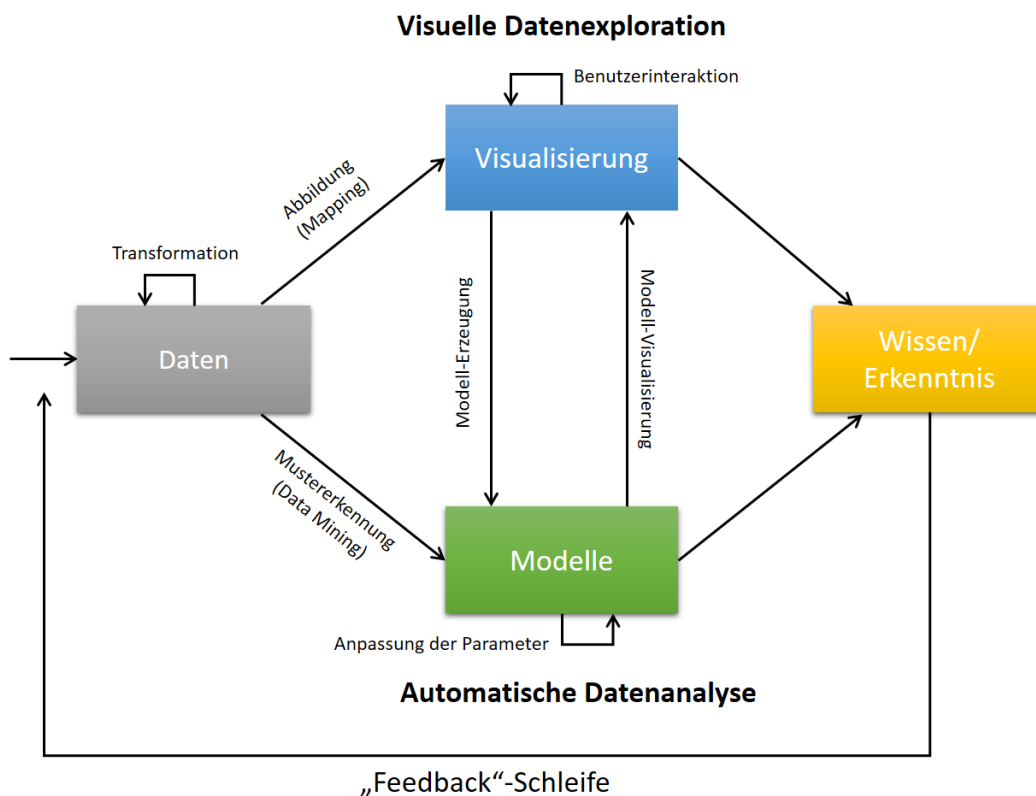 Visuelle Datenexploration
Benutzerinteraktion
Visualisierung
Abbildung
(Mapping)
Transformation
Daten
Modell-Erzeugung
Modell-Visualisierung
Wissen/
Erkenntnis
Mustererkennung
(Data Mining)
Modelle
Anpassung der Parameter
Automatische Datenanalyse
„Feedback“-Schleife